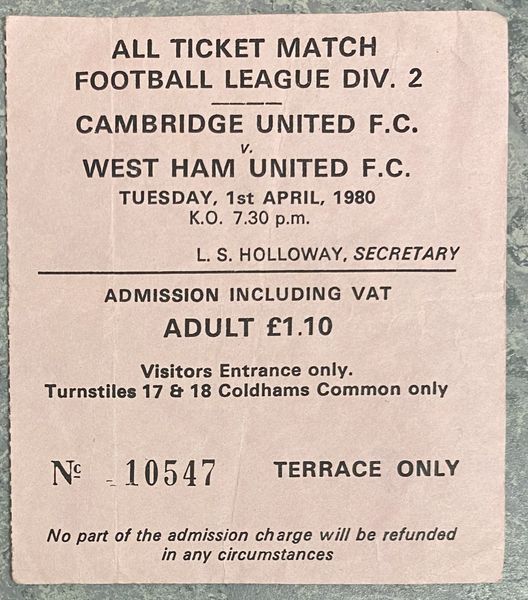 ALL TICKET MATCH
FOOTBALL LEAGUE DIV. 2
CAMBRIDGE UNITED F.C.
v.
WEST HAM UNITED F.C.
TUESDAY, 1st APRIL, 1980
K.O. 7.30 p.m.
L. S. HOLLOWAY, SECRETARY
ADMISSION INCLUDING VAT
ADULT £1.10
Visitors Entrance only.
Turnstiles 17 & 18 Coldhams Common only
Nº 10547 TERRACE ONLY
No part of the admission charge will be refunded
in any circumstances